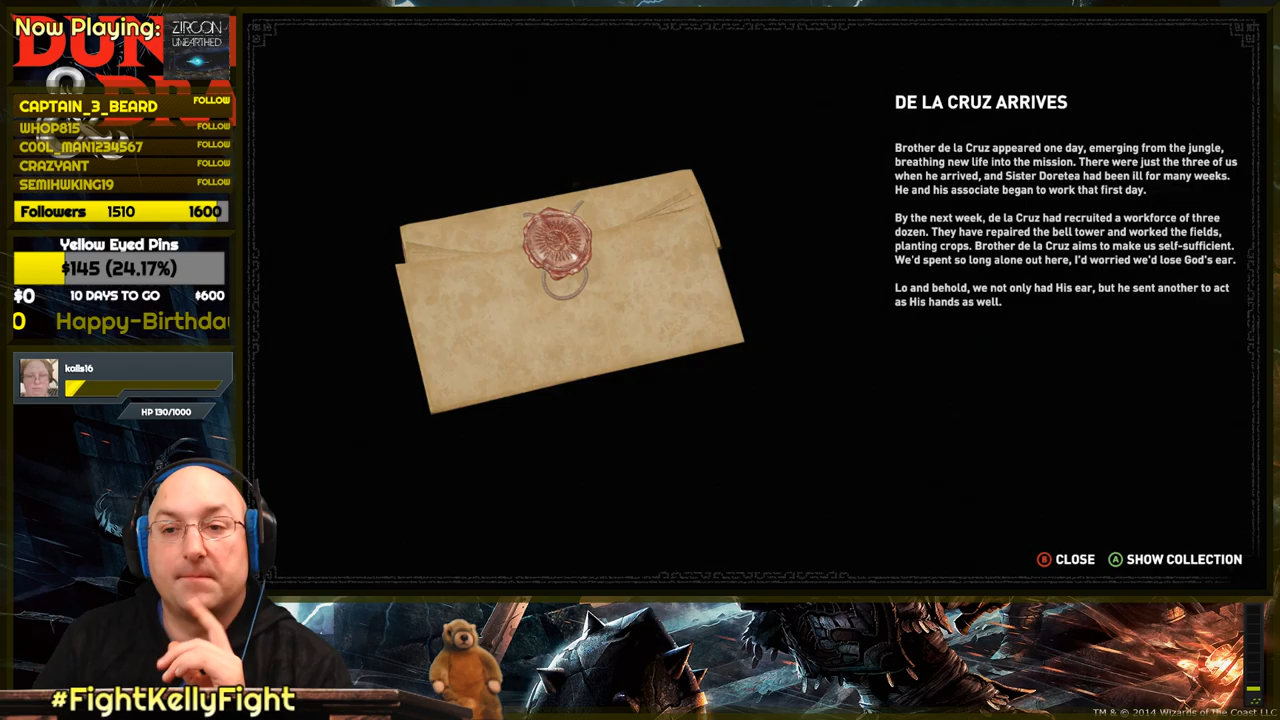 Now Playing:
ZIRCON
UNEARTHED
DUN
&
DRA
CAPTAIN_3_BEARD FOLLOW
WHOP815 FOLLOW
COOL_MAN1234567 FOLLOW
CRAZYANT FOLLOW
SEMIHWKING19 FOLLOW
Followers 1510 1600
Yellow Eyed Pins
$145 (24.17%)
$0 10 DAYS TO GO $600
0 Happy-Birthda
kalis16
HP 130/1000
#FightKellyFight
DE LA CRUZ ARRIVES
Brother de la Cruz appeared one day, emerging from the jungle,
breathing new life into the mission. There were just the three of us
when he arrived, and Sister Doretea had been ill for many weeks.
He and his associate began to work that first day.
By the next week, de la Cruz had recruited a workforce of three
dozen. They have repaired the bell tower and worked the fields,
planting crops. Brother de la Cruz aims to make us self-sufficient.
We'd spent so long alone out here, I'd worried we'd lose God's ear.
Lo and behold, we not only had His ear, but he sent another to act
as His hands as well.
B CLOSE A SHOW COLLECTION
TM & © 2014 Wizards of the Coast LLC